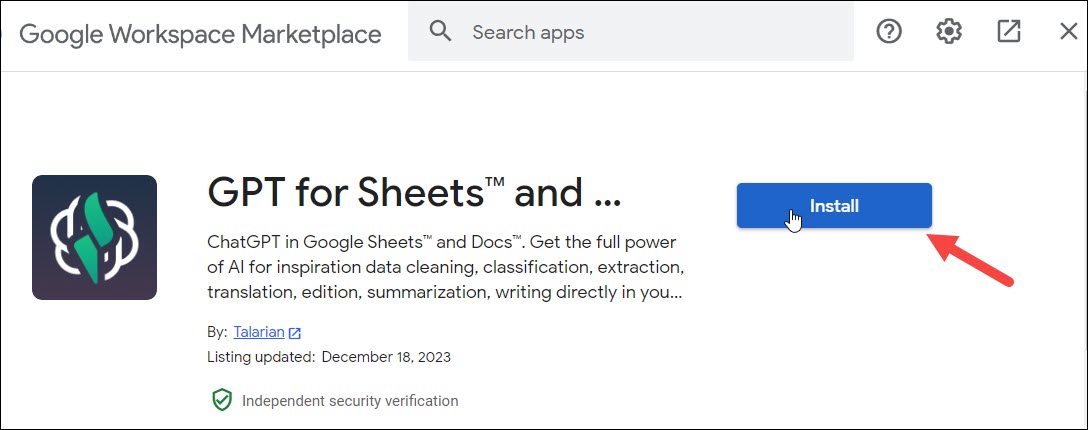 Google Workspace Marketplace
Search apps
GPT for Sheets™ and ...
Install
ChatGPT in Google Sheets™ and Docs™. Get the full power
of AI for inspiration data cleaning, classification, extraction,
translation, edition, summarization, writing directly in you...
By: Talarian
Listing updated: December 18, 2023
Independent security verification